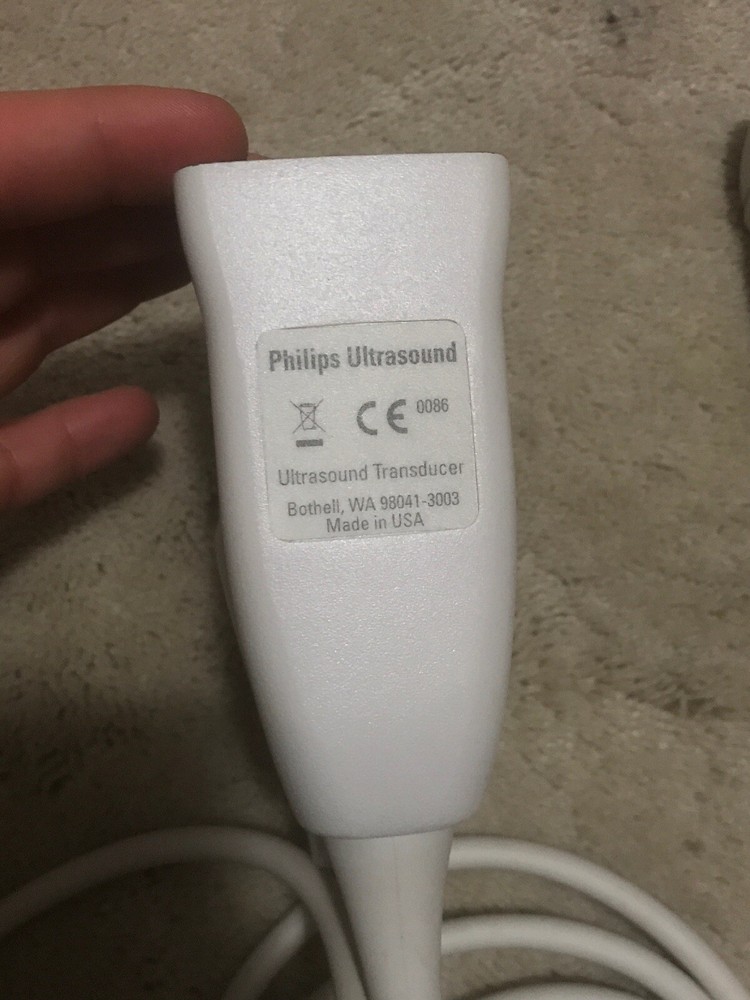 Philips Ultrasound
CE 0086
Ultrasound Transducer
Bothell, WA 98041-3003
Made in USA